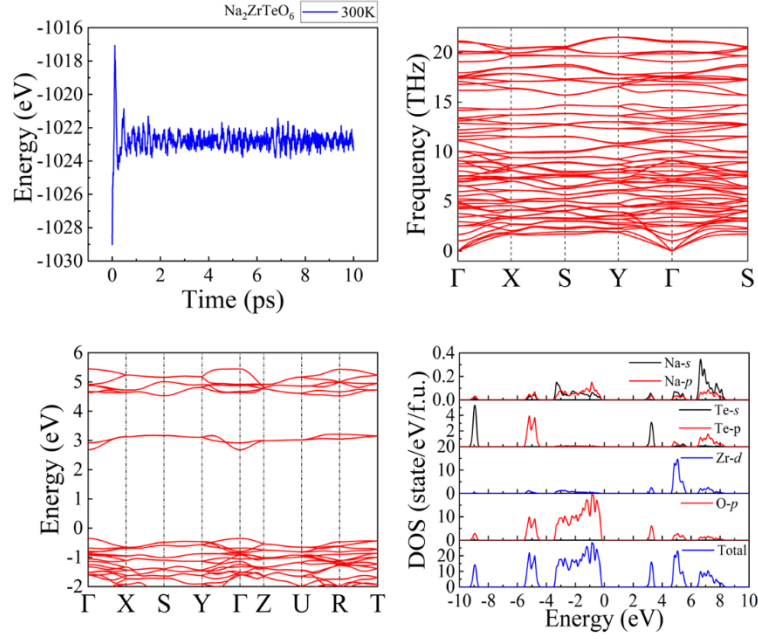 Na₂ZrTeO₆ 300K
-1016
-1018
-1020
-1022
-1024
-1026
-1028
-1030
Energy (eV)
0 2 4 6 8 10
Time (ps)
20
15
10
5
0
Frequency (THz)
Γ X S Y Γ S
6
5
4
3
2
1
0
-1
-2
Energy (eV)
Γ X S Y Γ Z U R T
0.4
0.2
0.0
Na-s
Na-p
4
2
Te-s
Te-p
20
10
0
Zr-d
20
10
0
O-p
20
10
0
Total
DOS (state/eV/f.u.)
-10 -8 -6 -4 -2 0 2 4 6 8 10
Energy (eV)